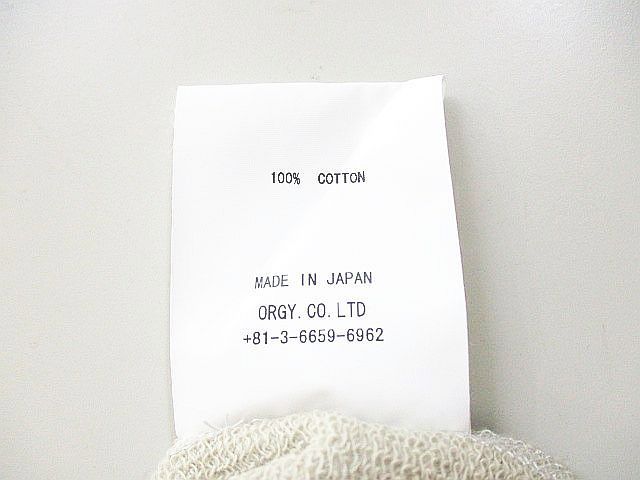 100% COTTON
MADE IN JAPAN
ORGY.CO.LTD
+81-3-6659-6962